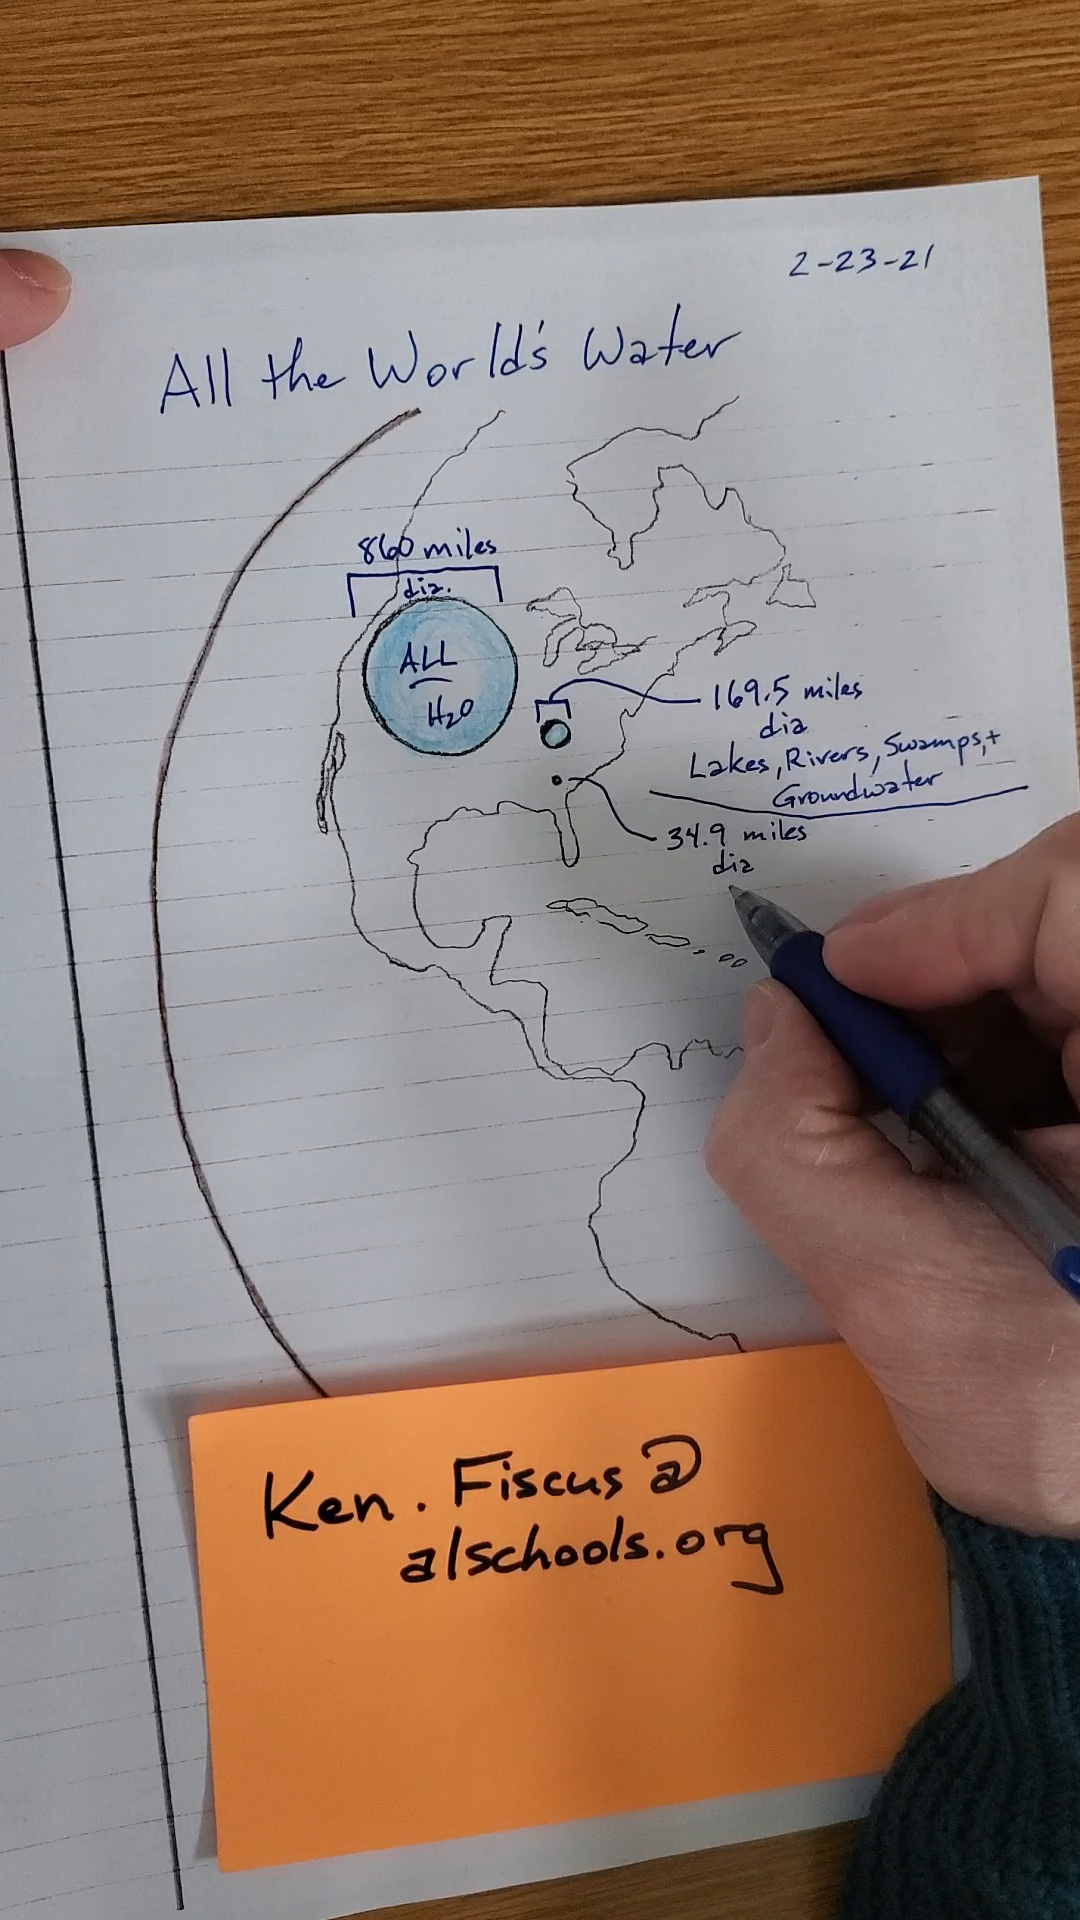 2-23-21
All the World's Water
860 miles
dia.
ALL
H2O
169.5 miles
dia
Lakes, Rivers, Swamps, +
Groundwater
34.9 miles
dia
Ken.Fiscus@
alschools.org